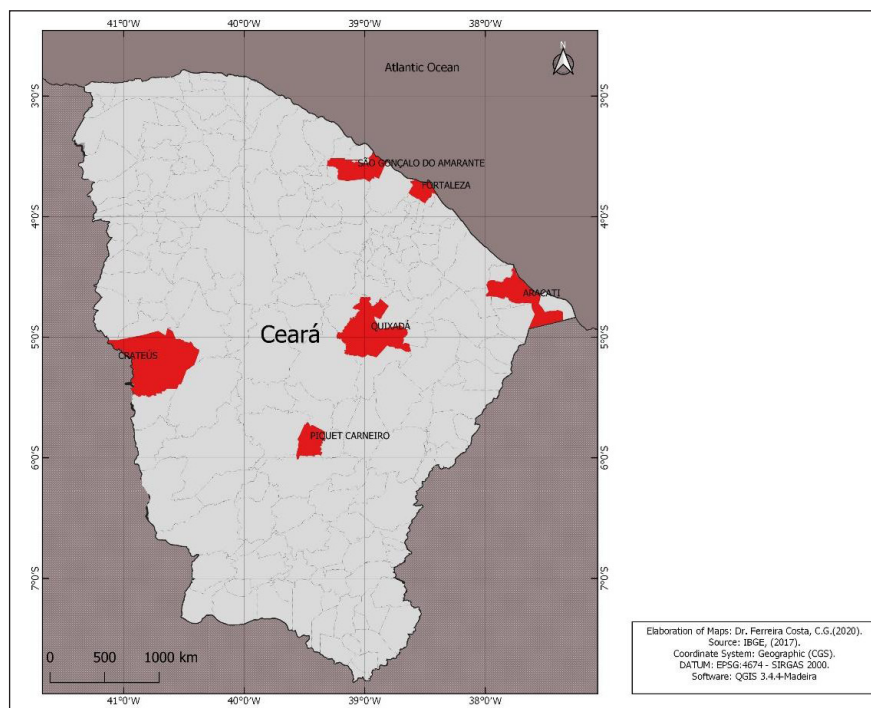 41°0'W 40°0'W 39°0'W 38°0'W
N
Atlantic Ocean
3°0'S 3°0'S
SÃO GONÇALO DO AMARANTE
FORTALEZA
4°0'S 4°0'S
ARACATI
QUIXADÁ
Ceará
5°0'S 5°0'S
CRATEÚS
PIQUET CARNEIRO
6°0'S 6°0'S
7°0'S 7°0'S
0 500 1000 km
41°0'W 40°0'W 39°0'W 38°0'W
Elaboration of Maps: Dr. Ferreira Costa, C.G.(2020).
Source: IBGE, (2017).
Coordinate System: Geographic (CGS).
DATUM: EPSG:4674 - SIRGAS 2000.
Software: QGIS 3.4.4-Madeira